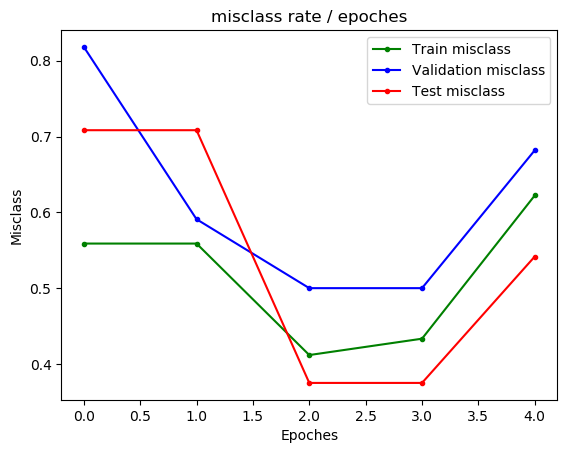 misclass rate / epoches
Train misclass
Validation misclass
Test misclass
Misclass
0.8
0.7
0.6
0.5
0.4
0.0 0.5 1.0 1.5 2.0 2.5 3.0 3.5 4.0
Epoches